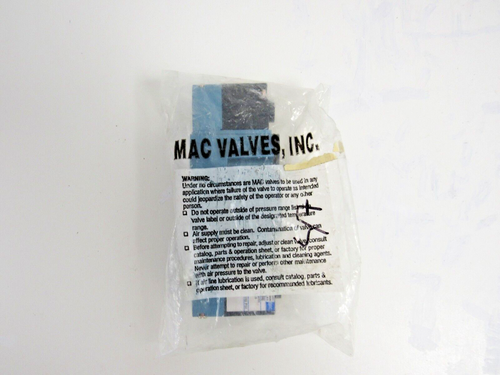 MAC VALVES, INC.
WARNING:
Under no circumstances are MAC valves to be used in any
application where failure of the valve to operate as intended
could jeopardize the safety of the operator or any other
person.
Do not operate outside of pressure range
valve label or outside of the designated temperature
range.
Air supply must be clean. Contamination of valve can
affect proper operation.
Before attempting to repair, adjust or clean consult
catalog, parts & operation sheet, or factory for proper
maintenance procedures, lubrication and cleaning agents.
Never attempt to repair or perform other maintenance
with air pressure to the valve.
If air line lubrication is used, consult catalog, parts &
operation sheet, or factory for recommended lubricants.